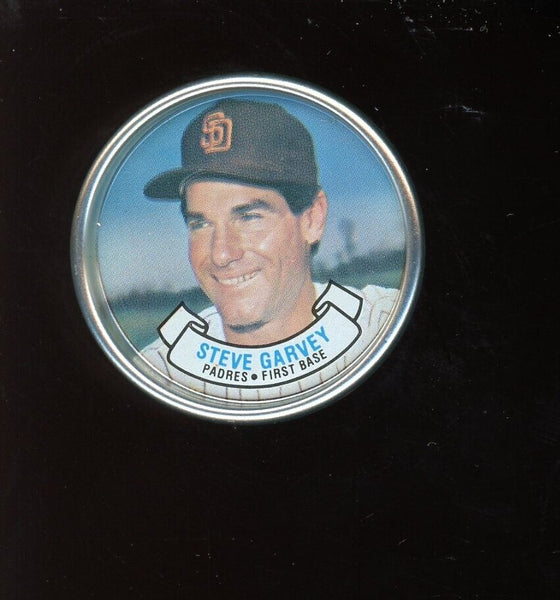 SD
STEVE GARVEY
PADRES • FIRST BASE